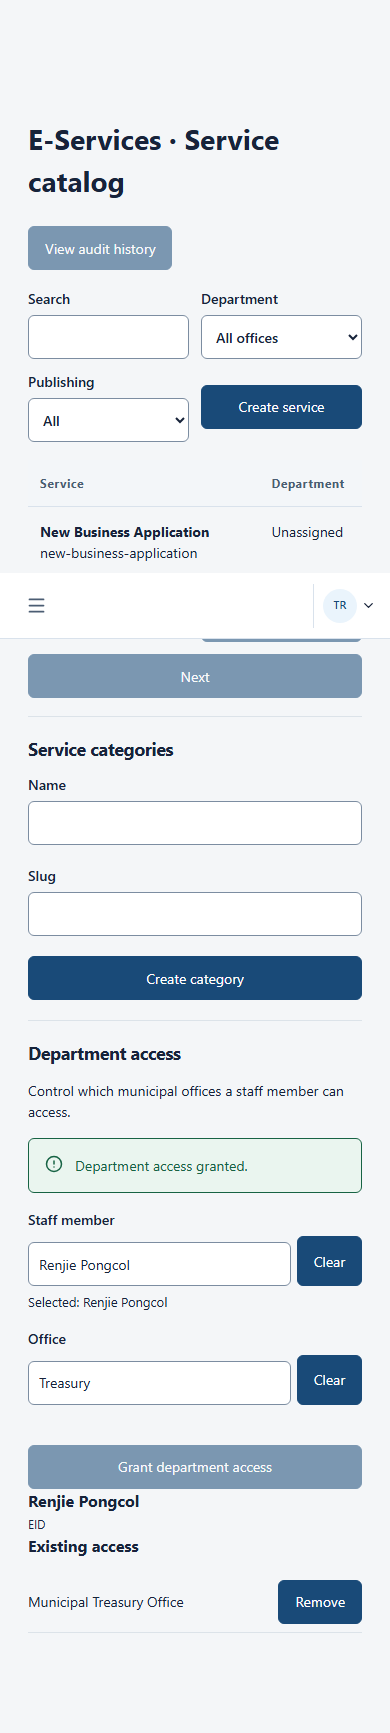 E-Services · Service
catalog
View audit history
Search
Department
All offices
Publishing
All
Create service
Service
Department
New Business Application
Unassigned
new-business-application
TR
Next
Service categories
Name
Slug
Create category
Department access
Control which municipal offices a staff member can
access.
Department access granted.
Staff member
Renjie Pongcol
Clear
Selected: Renjie Pongcol
Office
Treasury
Clear
Grant department access
Renjie Pongcol
EID
Existing access
Municipal Treasury Office
Remove